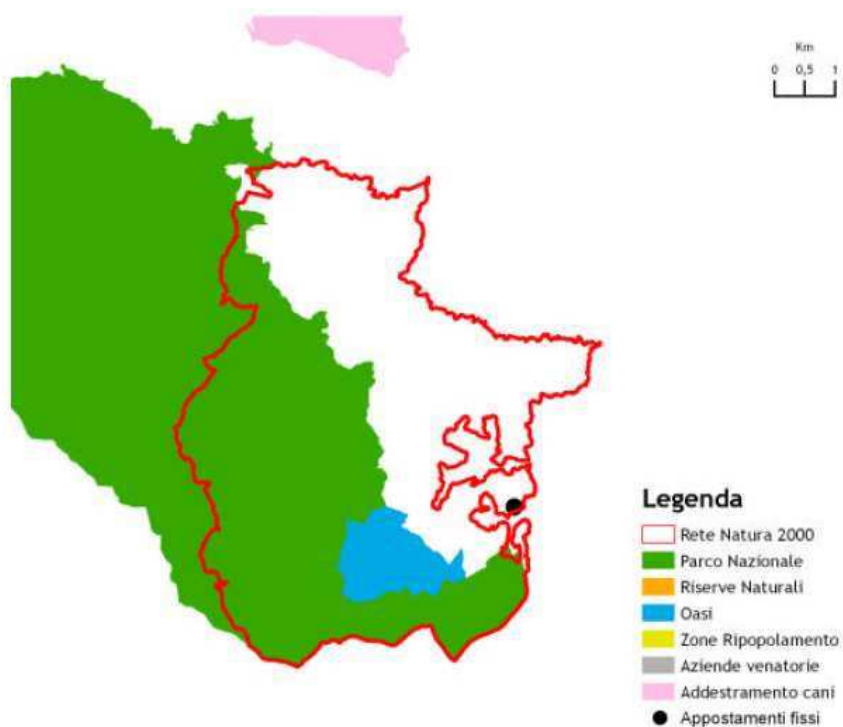 Km
0 0,5 1
Legenda
Rete Natura 2000
Parco Nazionale
Riserve Naturali
Oasi
Zone Ripopolamento
Aziende venatorie
Addestramento cani
Appostamenti fissi